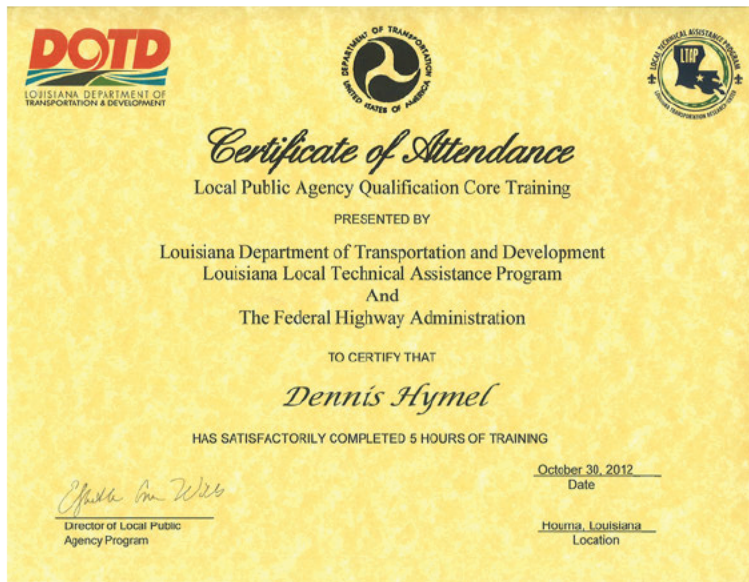 DOTD
LOUISIANA DEPARTMENT OF
TRANSPORTATION & DEVELOPMENT
DEPARTMENT OF TRANSPORTATION
UNITED STATES OF AMERICA
LOCAL TECHNICAL ASSISTANCE PROGRAM
LTAP
LOUISIANA TRANSPORTATION RESEARCH CENTER
Certificate of Attendance
Local Public Agency Qualification Core Training
PRESENTED BY
Louisiana Department of Transportation and Development
Louisiana Local Technical Assistance Program
And
The Federal Highway Administration
TO CERTIFY THAT
Dennis Hymel
HAS SATISFACTORILY COMPLETED 5 HOURS OF TRAINING
October 30, 2012
Date
Director of Local Public
Agency Program
Houma, Louisiana
Location